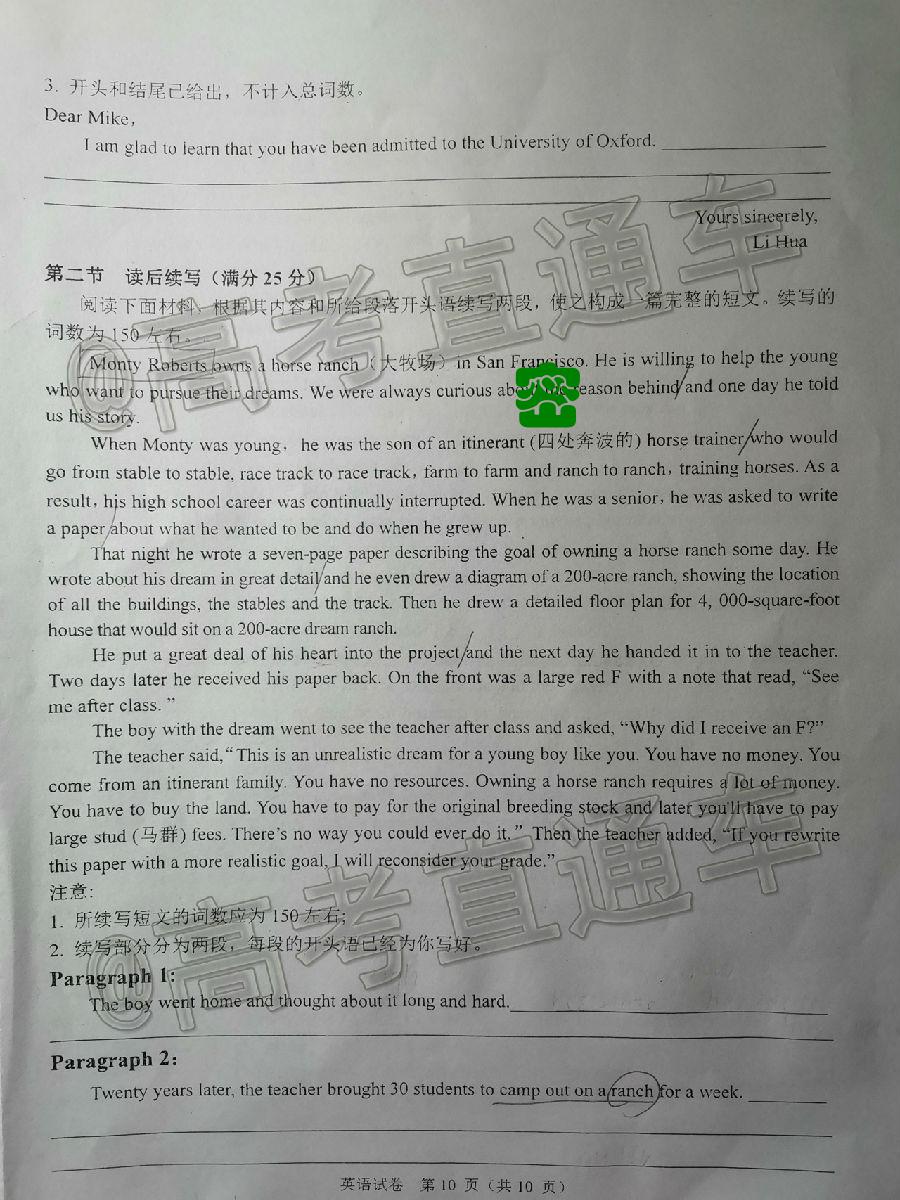 3. 开头和结尾已给出，不计入总词数。
Dear Mike,
I am glad to learn that you have been admitted to the University of Oxford.
Yours sincerely,
Li Hua
第二节 读后续写（满分 25 分）
阅读下面材料，根据其内容和所给段落开头语续写两段，使之构成一篇完整的短文。续写的
词数为 150 左右。
Monty Roberts owns a horse ranch（大牧场）in San Francisco. He is willing to help the young
who want to pursue their dreams. We were always curious reason behind and one day he told
us his story.
When Monty was young, he was the son of an itinerant (四处奔波的) horse trainer who would
go from stable to stable, race track to race track, farm to farm and ranch to ranch, training horses. As a
result, his high school career was continually interrupted. When he was a senior, he was asked to write
a paper about what he wanted to be and do when he grew up.
That night he wrote a seven-page paper describing the goal of owning a horse ranch some day. He
wrote about his dream in great detail and he even drew a diagram of a 200-acre ranch, showing the location
of all the buildings, the stables and the track. Then he drew a detailed floor plan for 4, 000-square-foot
house that would sit on a 200-acre dream ranch.
He put a great deal of his heart into the project and the next day he handed it in to the teacher.
Two days later he received his paper back. On the front was a large red F with a note that read, “See
me after class. ”
The boy with the dream went to see the teacher after class and asked, “Why did I receive an F?”
The teacher said,“This is an unrealistic dream for a young boy like you. You have no money. You
come from an itinerant family. You have no resources. Owning a horse ranch requires a lot of money.
You have to buy the land. You have to pay for the original breeding stock and later you'll have to pay
large stud (马群) fees. There's no way you could ever do it.” Then the teacher added, “If you rewrite
this paper with a more realistic goal, I will reconsider your grade.”
注意:
1. 所续写短文的词数应为 150 左右;
2. 续写部分分为两段，每段的开头语已经为你写好。
Paragraph 1:
The boy went home and thought about it long and hard.
Paragraph 2:
Twenty years later, the teacher brought 30 students to camp out on a ranch for a week.
英语试卷 第 10 页（共 10 页）
@高考直通车
@高考直通车